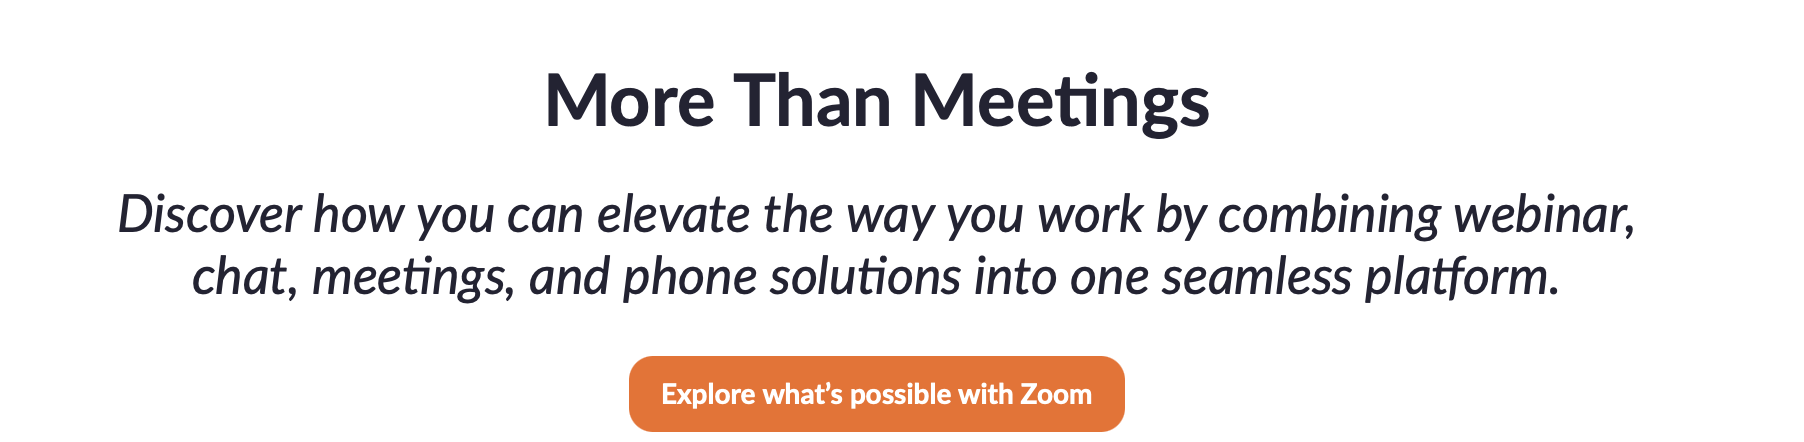 More Than Meetings
Discover how you can elevate the way you work by combining webinar,
chat, meetings, and phone solutions into one seamless platform.
Explore what’s possible with Zoom